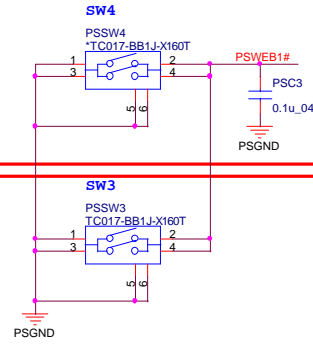 SW4
PSSW4
*TC017-BB1J-X160T
1
2
3
4
5
6
PSWEB1#
PSC3
0.1u_04
PSGND
SW3
PSSW3
TC017-BB1J-X160T
1
2
3
4
5
6
PSGND